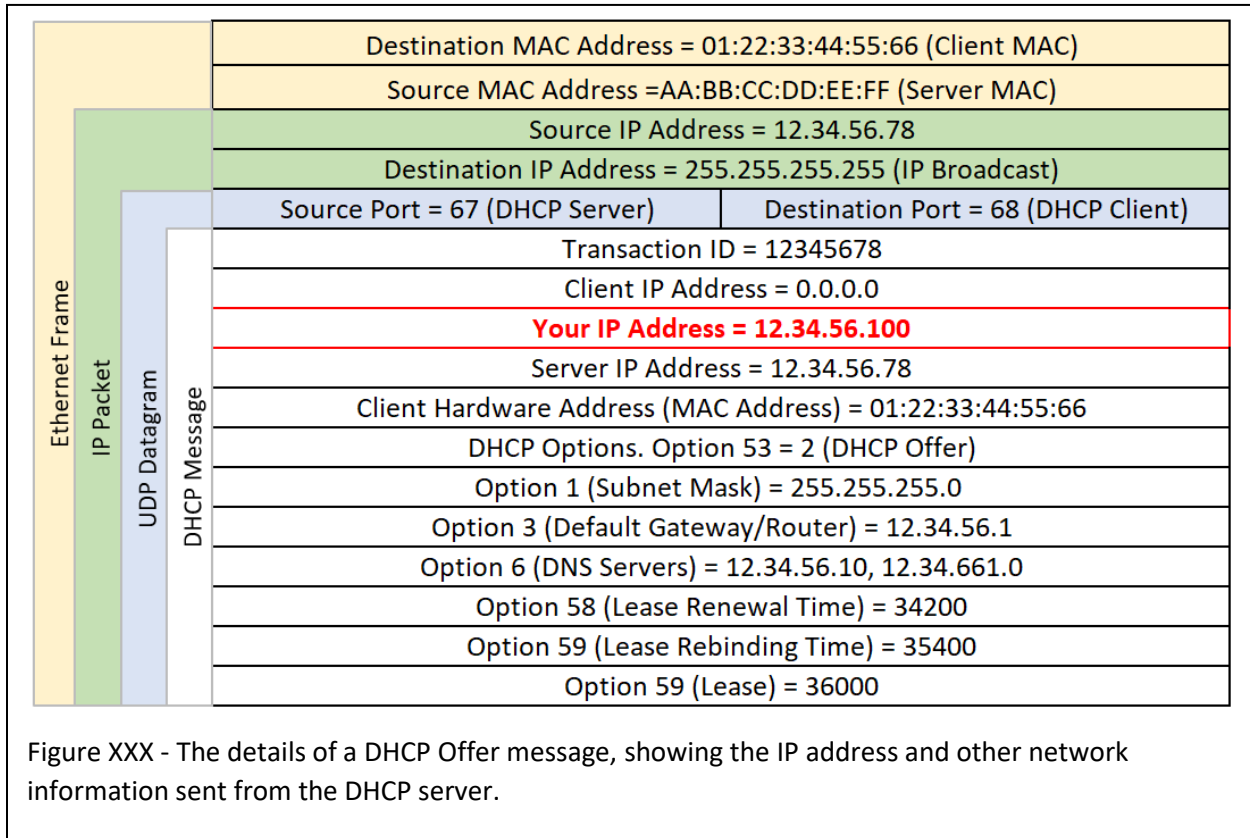 Destination MAC Address = 01:22:33:44:55:66 (Client MAC)
Source MAC Address =AA:BB:CC:DD:EE:FF (Server MAC)
Source IP Address = 12.34.56.78
Destination IP Address = 255.255.255.255 (IP Broadcast)
Source Port = 67 (DHCP Server)
Destination Port = 68 (DHCP Client)
Transaction ID = 12345678
Client IP Address = 0.0.0.0
Your IP Address = 12.34.56.100
Server IP Address = 12.34.56.78
Client Hardware Address (MAC Address) = 01:22:33:44:55:66
DHCP Options. Option 53 = 2 (DHCP Offer)
Option 1 (Subnet Mask) = 255.255.255.0
Option 3 (Default Gateway/Router) = 12.34.56.1
Option 6 (DNS Servers) = 12.34.56.10, 12.34.661.0
Option 58 (Lease Renewal Time) = 34200
Option 59 (Lease Rebinding Time) = 35400
Option 59 (Lease) = 36000
Ethernet Frame
IP Packet
UDP Datagram
DHCP Message
Figure XXX - The details of a DHCP Offer message, showing the IP address and other network
information sent from the DHCP server.